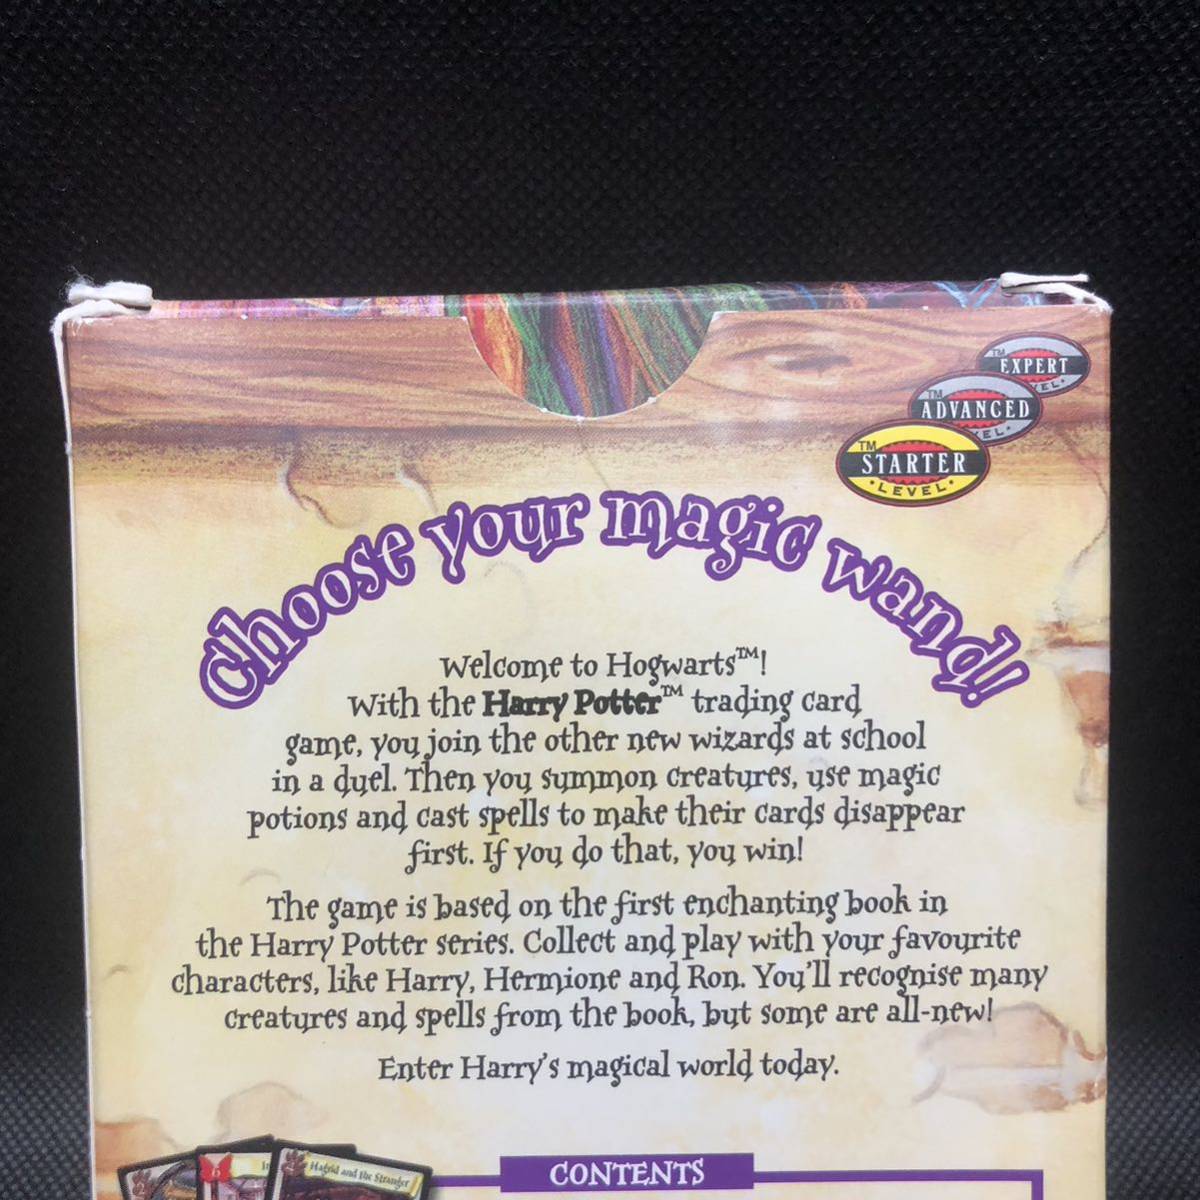 TM EXPERT
TM ADVANCED
TM STARTER
•LEVEL•
Choose your magic wand!
Welcome to Hogwarts™!
With the Harry Potter™ trading card
game, you join the other new wizards at school
in a duel. Then you summon creatures, use magic
potions and cast spells to make their cards disappear
first. If you do that, you win!
The game is based on the first enchanting book in
the Harry Potter series. Collect and play with your favourite
characters, like Harry, Hermione and Ron. You'll recognise many
creatures and spells from the book, but some are all-new!
Enter Harry's magical world today.
Hagrid and the Stranger
CONTENTS